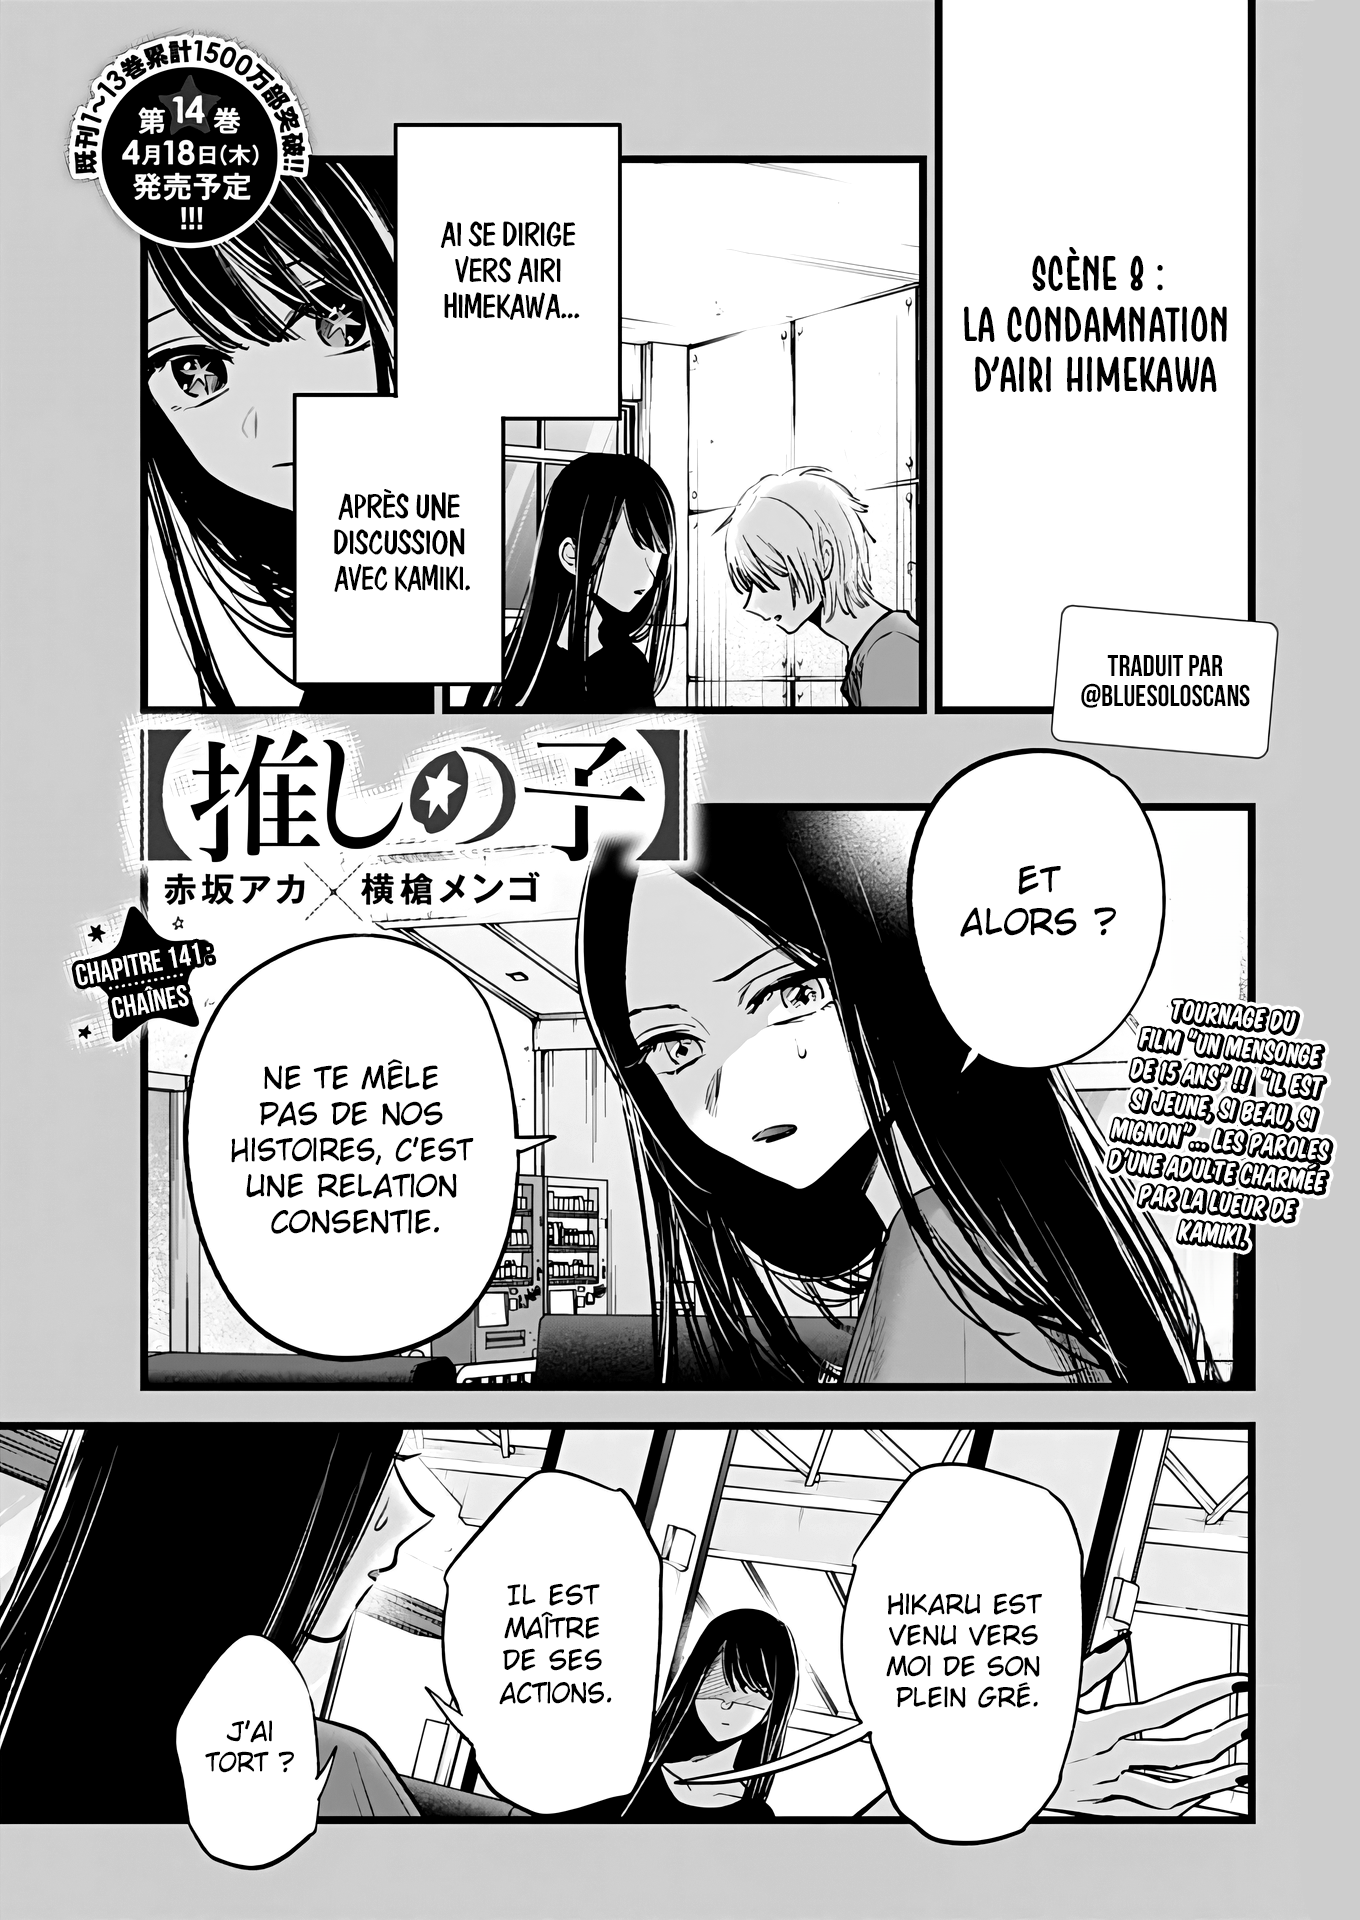 SCÈNE 8 :
LA CONDAMNATION
D'AIRI HIMEKAWA
AI SE DIRIGE
VERS AIRI
HIMEKAWA...
APRÈS UNE
DISCUSSION
AVEC KAMIKI.
既刊1~13巻累計1500万部突破!!
第14巻
4月18日(木)
発売予定
!!!
TRADUIT PAR
@BLUESOLOSCANS
【推しの子】
赤坂アカ×横槍メンゴ
CHAPITRE 141 :
CHAÎNES
ET
ALORS ?
NE TE MÊLE
PAS DE NOS
HISTOIRES, C'EST
UNE RELATION
CONSENTIE.
TOURNAGE DU
FILM "UN MENSONGE
DE 15 ANS" !! "IL EST
SI JEUNE, SI BEAU, SI
MIGNON"... LES PAROLES
D'UNE ADULTE CHARMÉE
PAR LA LUEUR DE
KAMIKI.
HIKARU EST
VENU VERS
MOI DE SON
PLEIN GRÉ.
IL EST
MAÎTRE
DE SES
ACTIONS.
J'AI
TORT ?